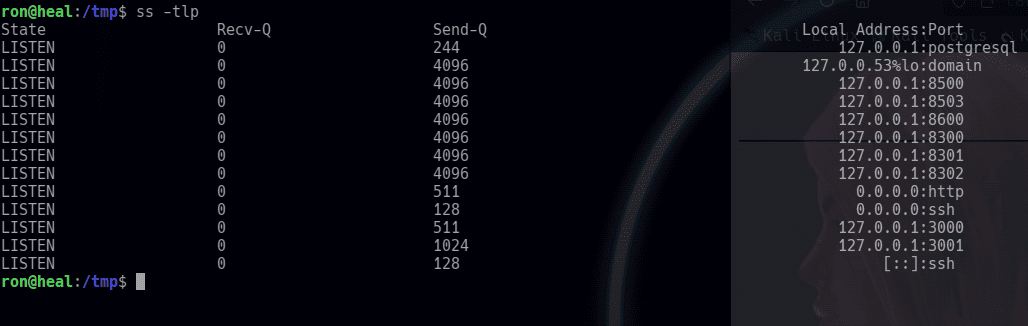 ron@heal:/tmp$ ss -tlp
State Recv-Q Send-Q Local Address:Port
LISTEN 0 244 127.0.0.1:postgresql
LISTEN 0 4096 127.0.0.53%lo:domain
LISTEN 0 4096 127.0.0.1:8500
LISTEN 0 4096 127.0.0.1:8503
LISTEN 0 4096 127.0.0.1:8600
LISTEN 0 4096 127.0.0.1:8300
LISTEN 0 4096 127.0.0.1:8301
LISTEN 0 4096 127.0.0.1:8302
LISTEN 0 511 0.0.0.0:http
LISTEN 0 128 0.0.0.0:ssh
LISTEN 0 511 127.0.0.1:3000
LISTEN 0 1024 127.0.0.1:3001
LISTEN 0 128 [::]:ssh
ron@heal:/tmp$